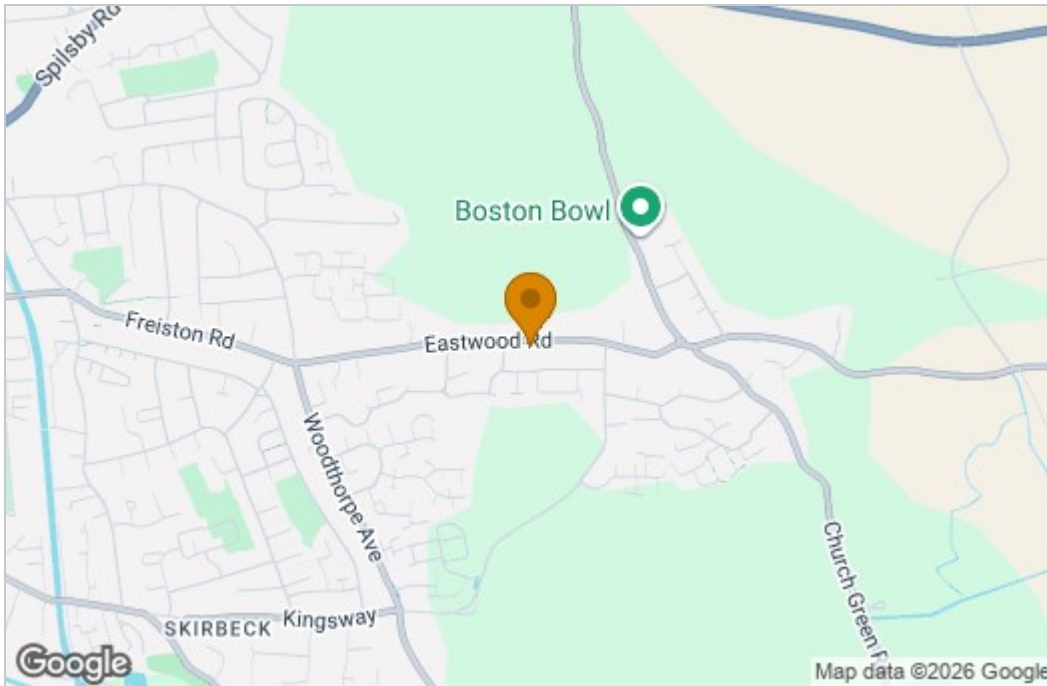 Spilsby Rd
Boston Bowl
Freiston Rd
Eastwood Rd
Woodthorpe Ave
Church Green R
Kingsway
SKIRBECK
Google
Map data ©2026 Google